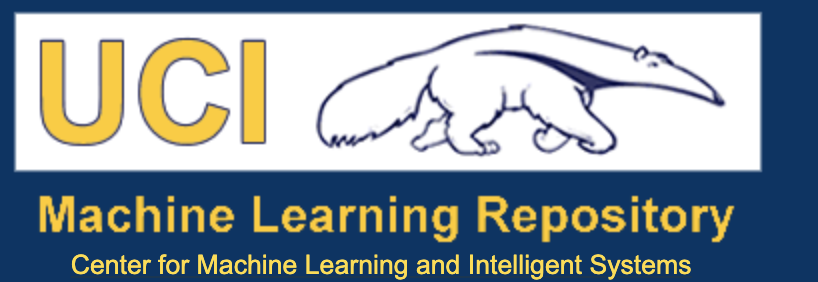 UCI
Machine Learning Repository
Center for Machine Learning and Intelligent Systems